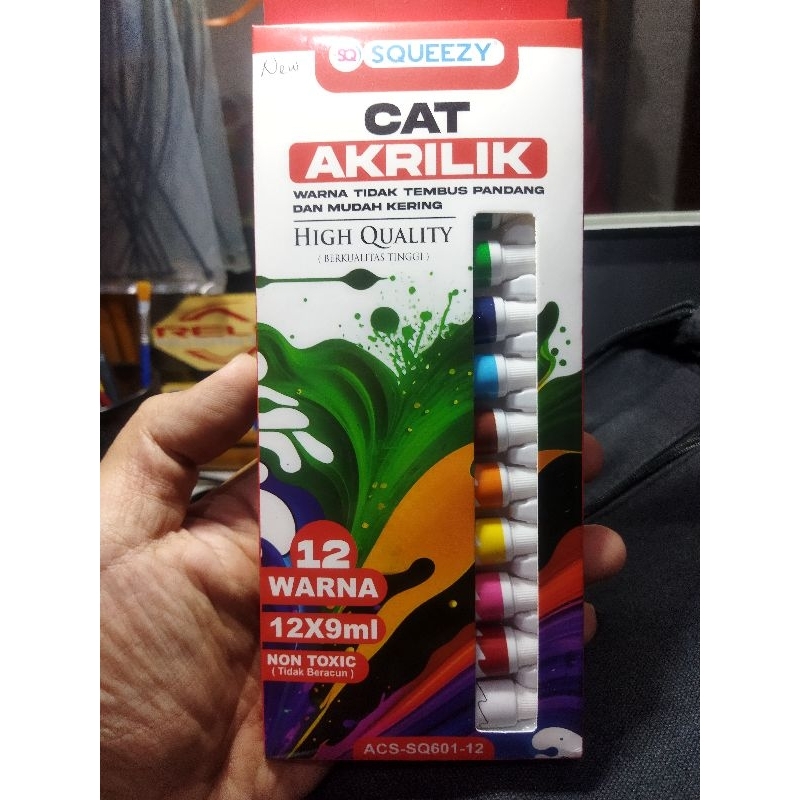 New
SQ SQUEEZY
CAT
AKRILIK
WARNA TIDAK TEMBUS PANDANG
DAN MUDAH KERING
HIGH QUALITY
( BERKUALITAS TINGGI )
REL
12
WARNA
12X9ml
NON TOXIC
( Tidak Beracun )
ACS-SQ601-12